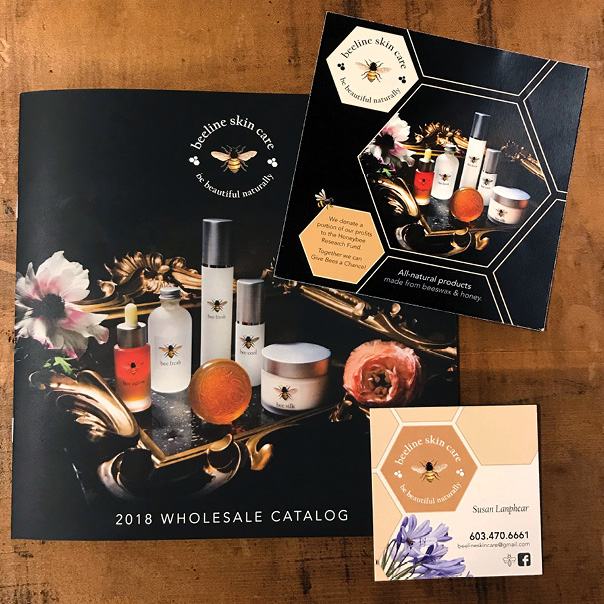 beeline skin care
be beautiful naturally
bee fresh
bee fresh
bee cool
bee silk
2018 WHOLESALE CATALOG
beeline skin care
be beautiful naturally
We donate a
portion of our profits
to the Honeybee
Research Fund.
Together we can
Give Bees a Chance!
All-natural products
made from beeswax & honey.
beeline skin care
be beautiful naturally
Susan Lanphear
603.470.6661
beelineskincare@gmail.com
f